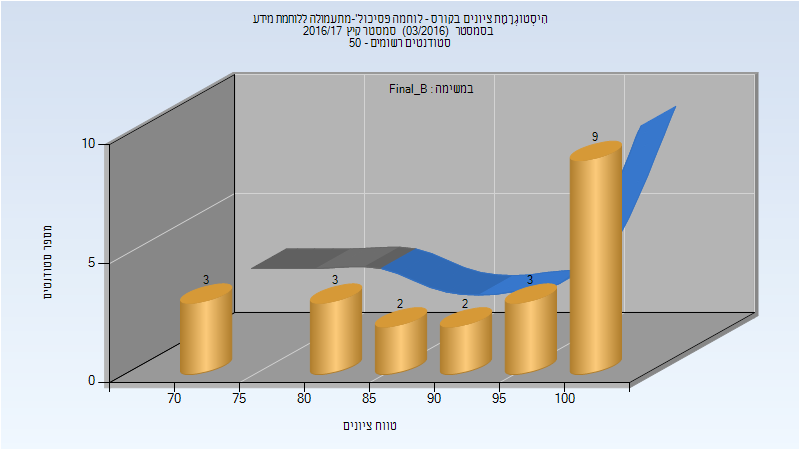 הִיסְטוֹגְרָמַת ציונים בקורס - לוחמה פסיכול'-מתעמולה ללוחמת מידע
בסמסטר (03/2016) סמסטר קיץ 2016/17
סטודנטים רשומים - 50
במשימה : Final_B
10
5
0
מספר סטודנטים
3
3
2
2
3
9
70
75
80
85
90
95
100
טווח ציונים